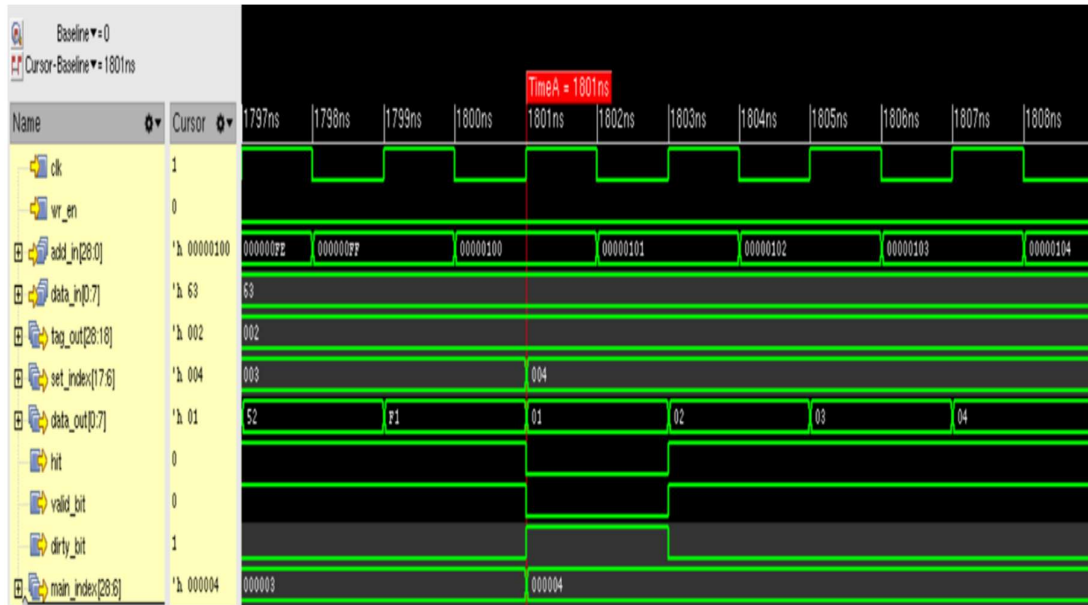 Baseline▼=0
Cursor-Baseline▼=1801ns
TimeA = 1801ns
Name Cursor 1797ns 1798ns 1799ns 1800ns 1801ns 1802ns 1803ns 1804ns 1805ns 1806ns 1807ns 1808ns
clk 1
wr_en 0
add_in[28:0] 'h 00000100 000000FE 000000FF 00000100 00000101 00000102 00000103 00000104
data_in[0:7] 'h 63 63
tag_out[28:18] 'h 002 002
set_index[17:6] 'h 004 003 004
data_out[0:7] 'h 01 52 F1 01 02 03 04
hit 0
valid_bit 0
dirty_bit 1
main_index[28:6] 'h 000004 000003 000004